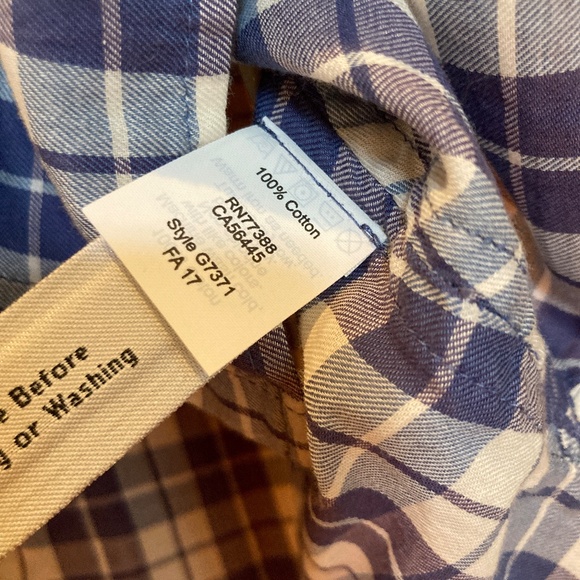 100% Cotton
RN77388
CA56445
Style G7371
FA 17
Before
or Washing